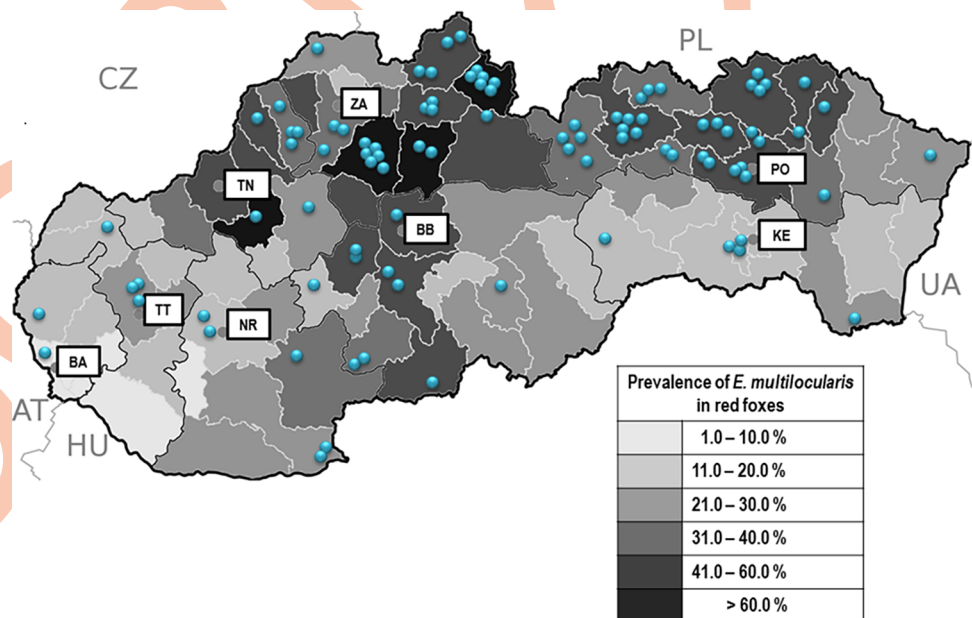 PL
CZ
ZA
PO
TN
BB
KE
UA
TT
NR
BA
AT
HU
Prevalence of E. multilocularis
in red foxes
1.0 – 10.0 %
11.0 – 20.0 %
21.0 – 30.0 %
31.0 – 40.0 %
41.0 – 60.0 %
> 60.0 %